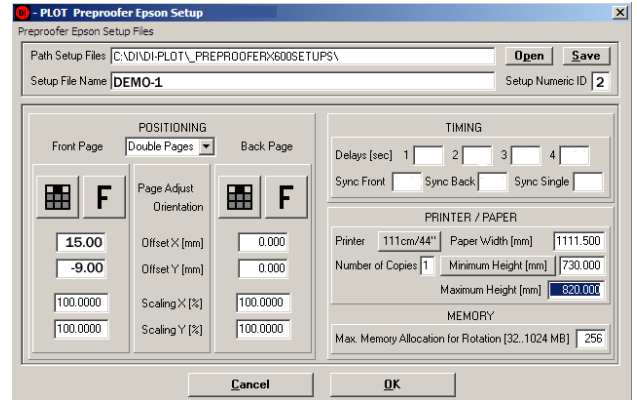 DI - PLOT Preproofer Epson Setup
Preproofer Epson Setup Files
Path Setup Files C:\DI\DI-PLOT\_PREPROOFERX600SETUPS\ Open Save
Setup File Name DEMO-1 Setup Numeric ID 2
POSITIONING
Front Page Double Pages Back Page
F Page Adjust F
Orientation
15.00 Offset X [mm] 0.000
-9.00 Offset Y [mm] 0.000
100.0000 Scaling X [%] 100.0000
100.0000 Scaling Y [%] 100.0000
TIMING
Delays [sec] 1 2 3 4
Sync Front Sync Back Sync Single
PRINTER / PAPER
Printer 111cm/44" Paper Width [mm] 1111.500
Number of Copies 1 Minimum Height [mm] 730.000
Maximum Height [mm] 820.000
MEMORY
Max. Memory Allocation for Rotation [32..1024 MB] 256
Cancel OK